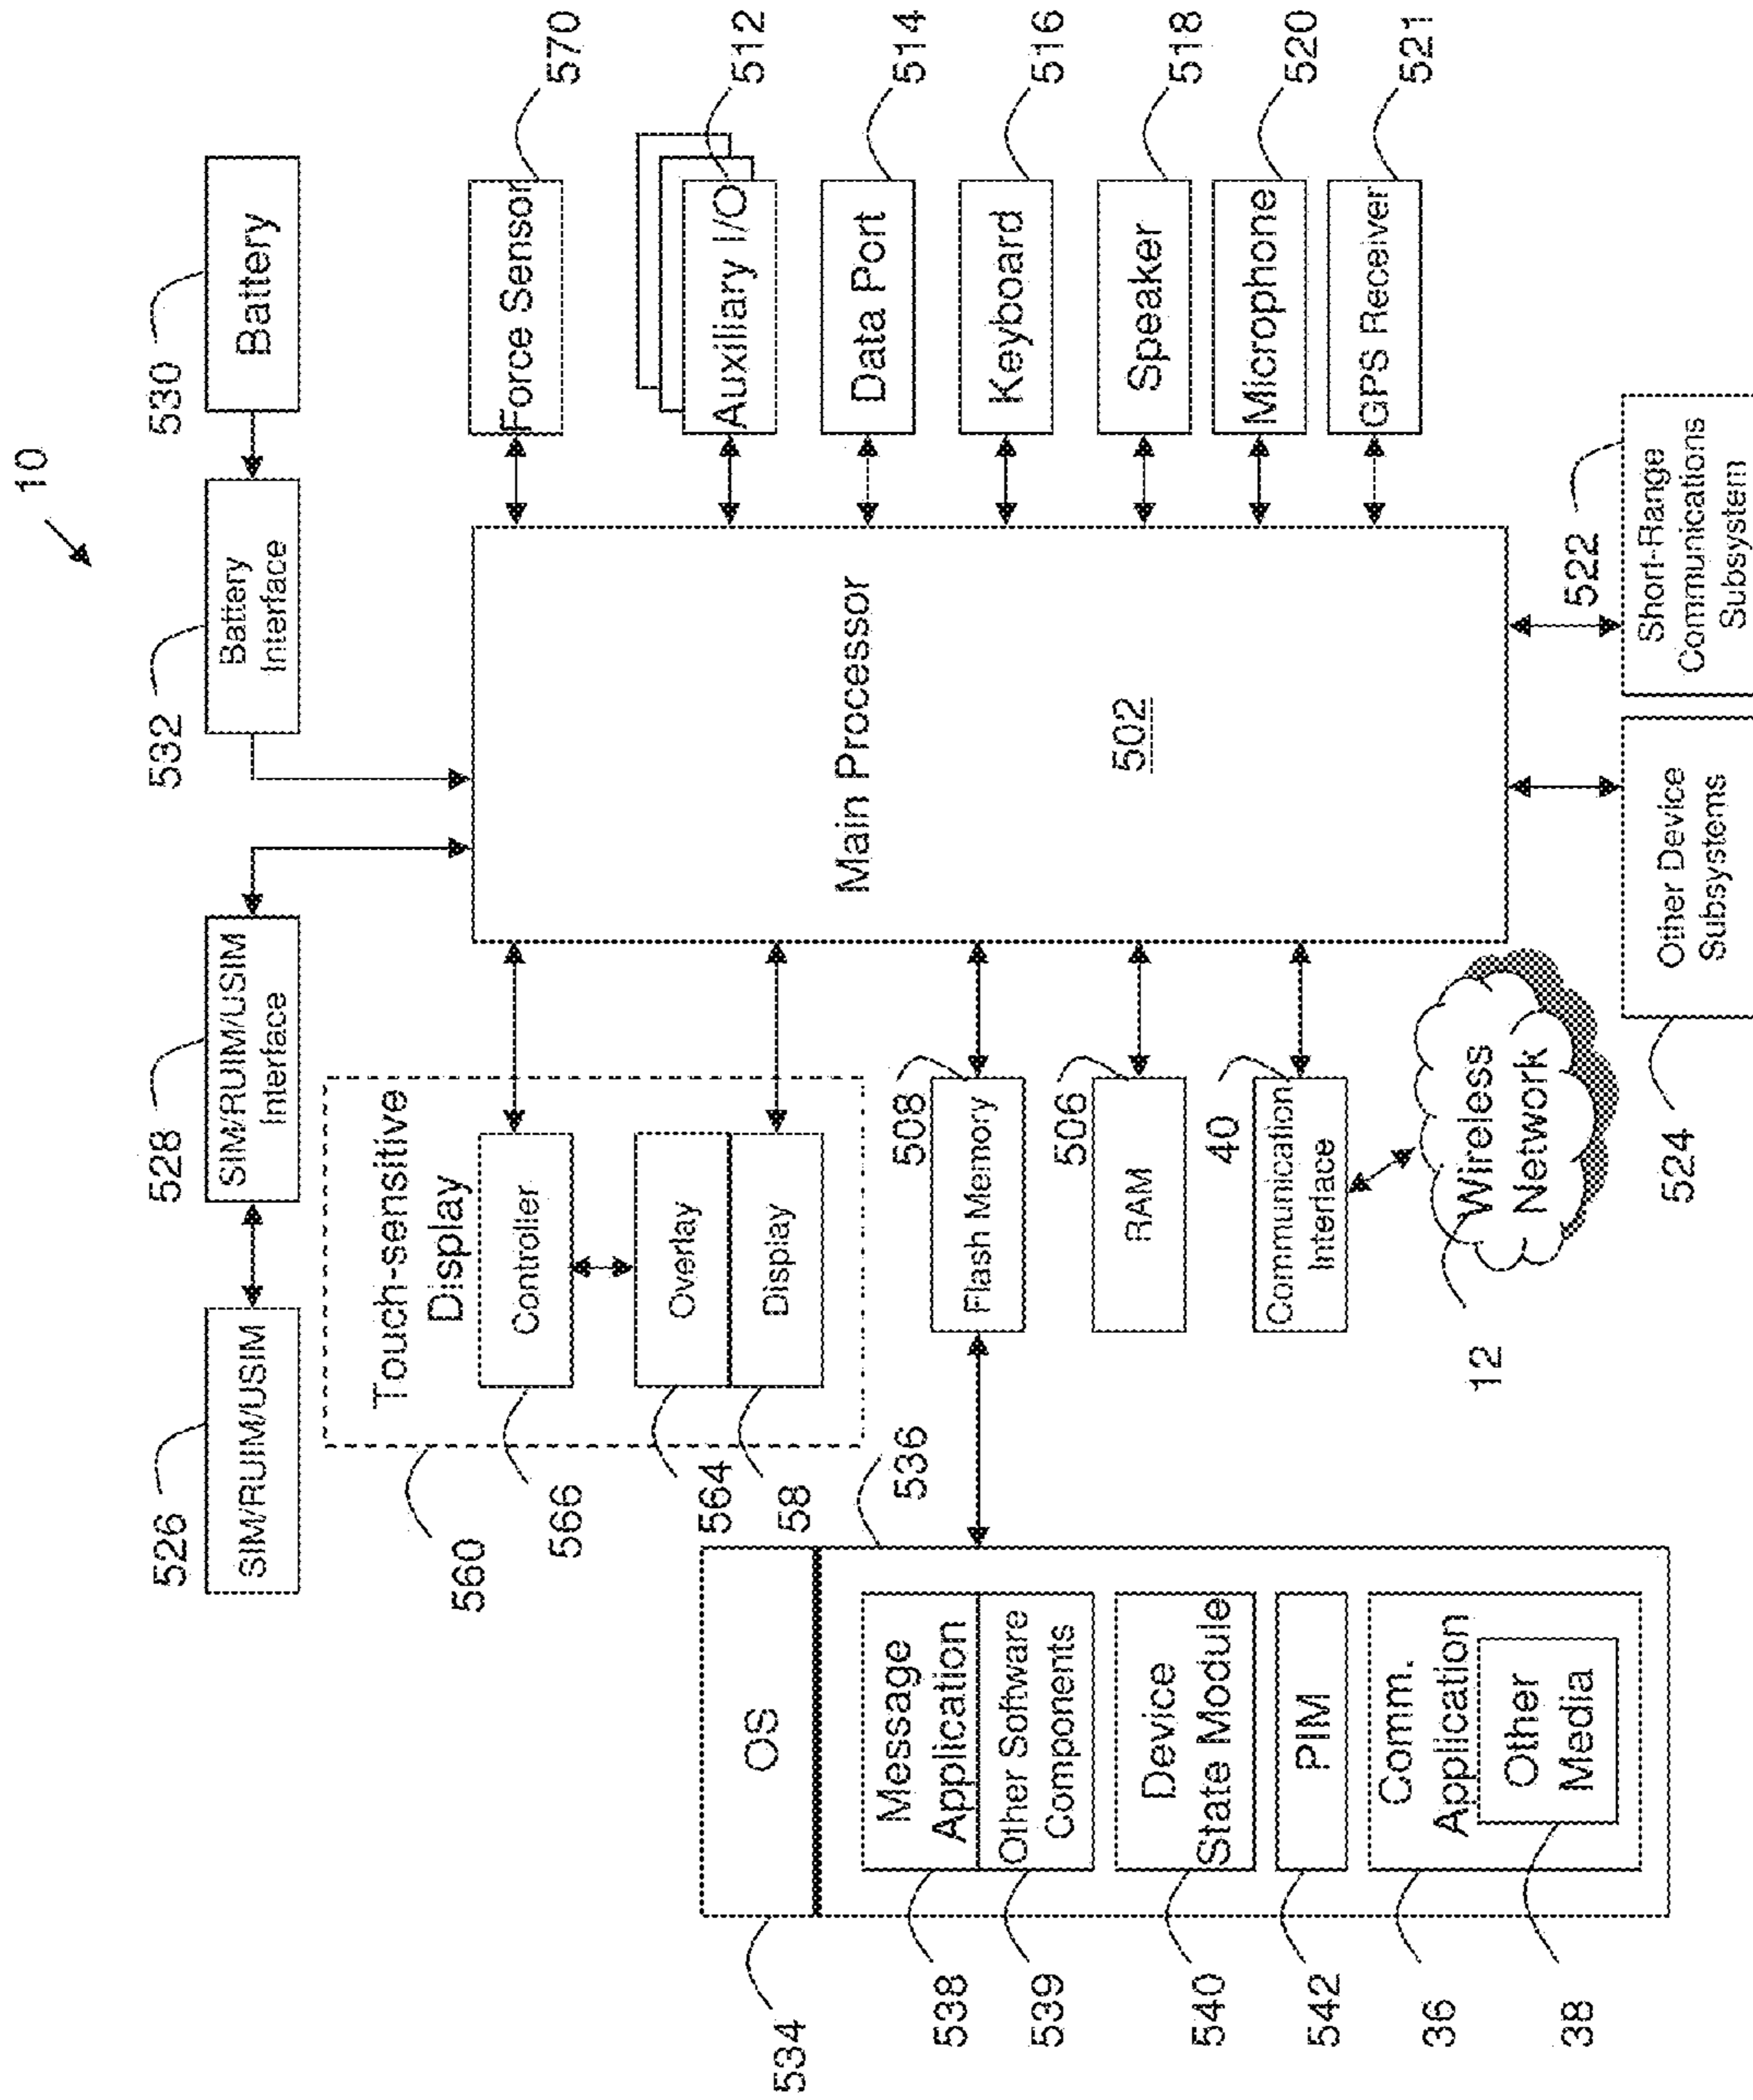 10
530
Battery
532
Battery
Interface
528
SIM/RUIM/USIM
Interface
526
SIM/RUIM/USIM
Touch-sensitive
Display
Controller
Overlay
Display
560
566
564
58
Main Processor
502
Force Sensor
570
Auxiliary I/O
512
Data Port
514
Keyboard
516
Speaker
518
Microphone
520
GPS Receiver
521
508
Flash Memory
506
RAM
40
Communication
Interface
Wireless
Network
12
522
Short-Range
Communications
Subsystem
Other Device
Subsystems
524
536
OS
534
Message
Application
538
Other Software
Components
539
Device
State Module
540
PIM
542
Comm.
Application
36
Other
Media
38